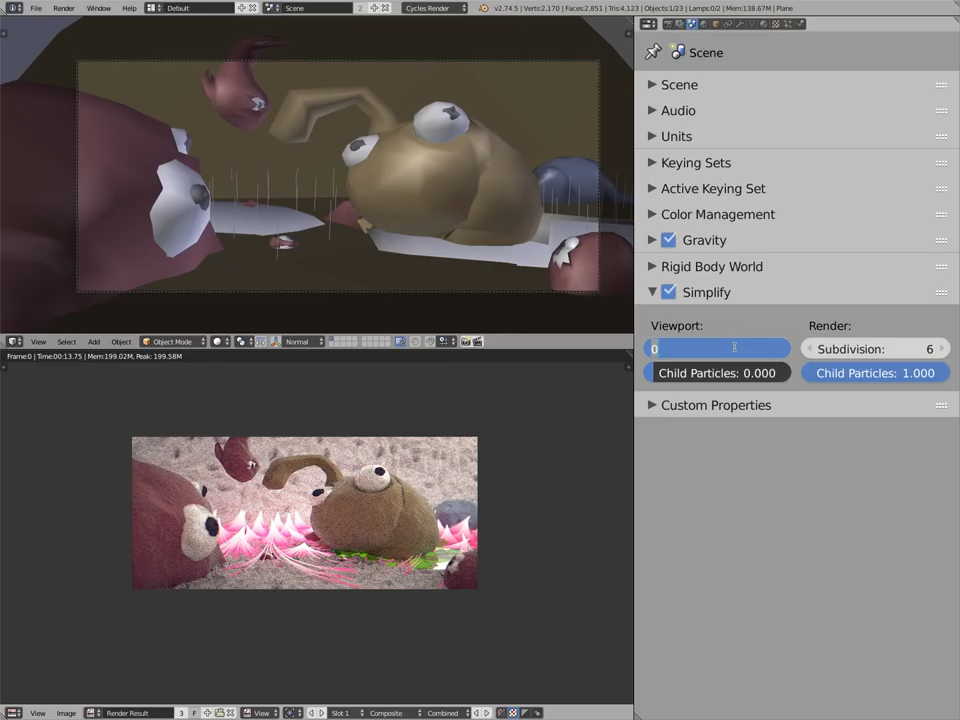 File Render Window Help Default Scene 2 Cycles Render v2.74.5 | Verts:2,170 | Faces:2,851 | Tris:4,123 | Objects:1/23 | Lamps:0/2 | Mem:138.67M | Plane
Scene
Scene
Audio
Units
Keying Sets
Active Keying Set
Color Management
Gravity
Rigid Body World
Simplify
Viewport: Render:
0 Subdivision: 6
Child Particles: 0.000 Child Particles: 1.000
Custom Properties
View Select Add Object Object Mode Normal
Frame:0 | Time:00:13.75 | Mem:199.02M, Peak: 199.58M
View Image Render Result 3 F View Slot 1 Composite Combined